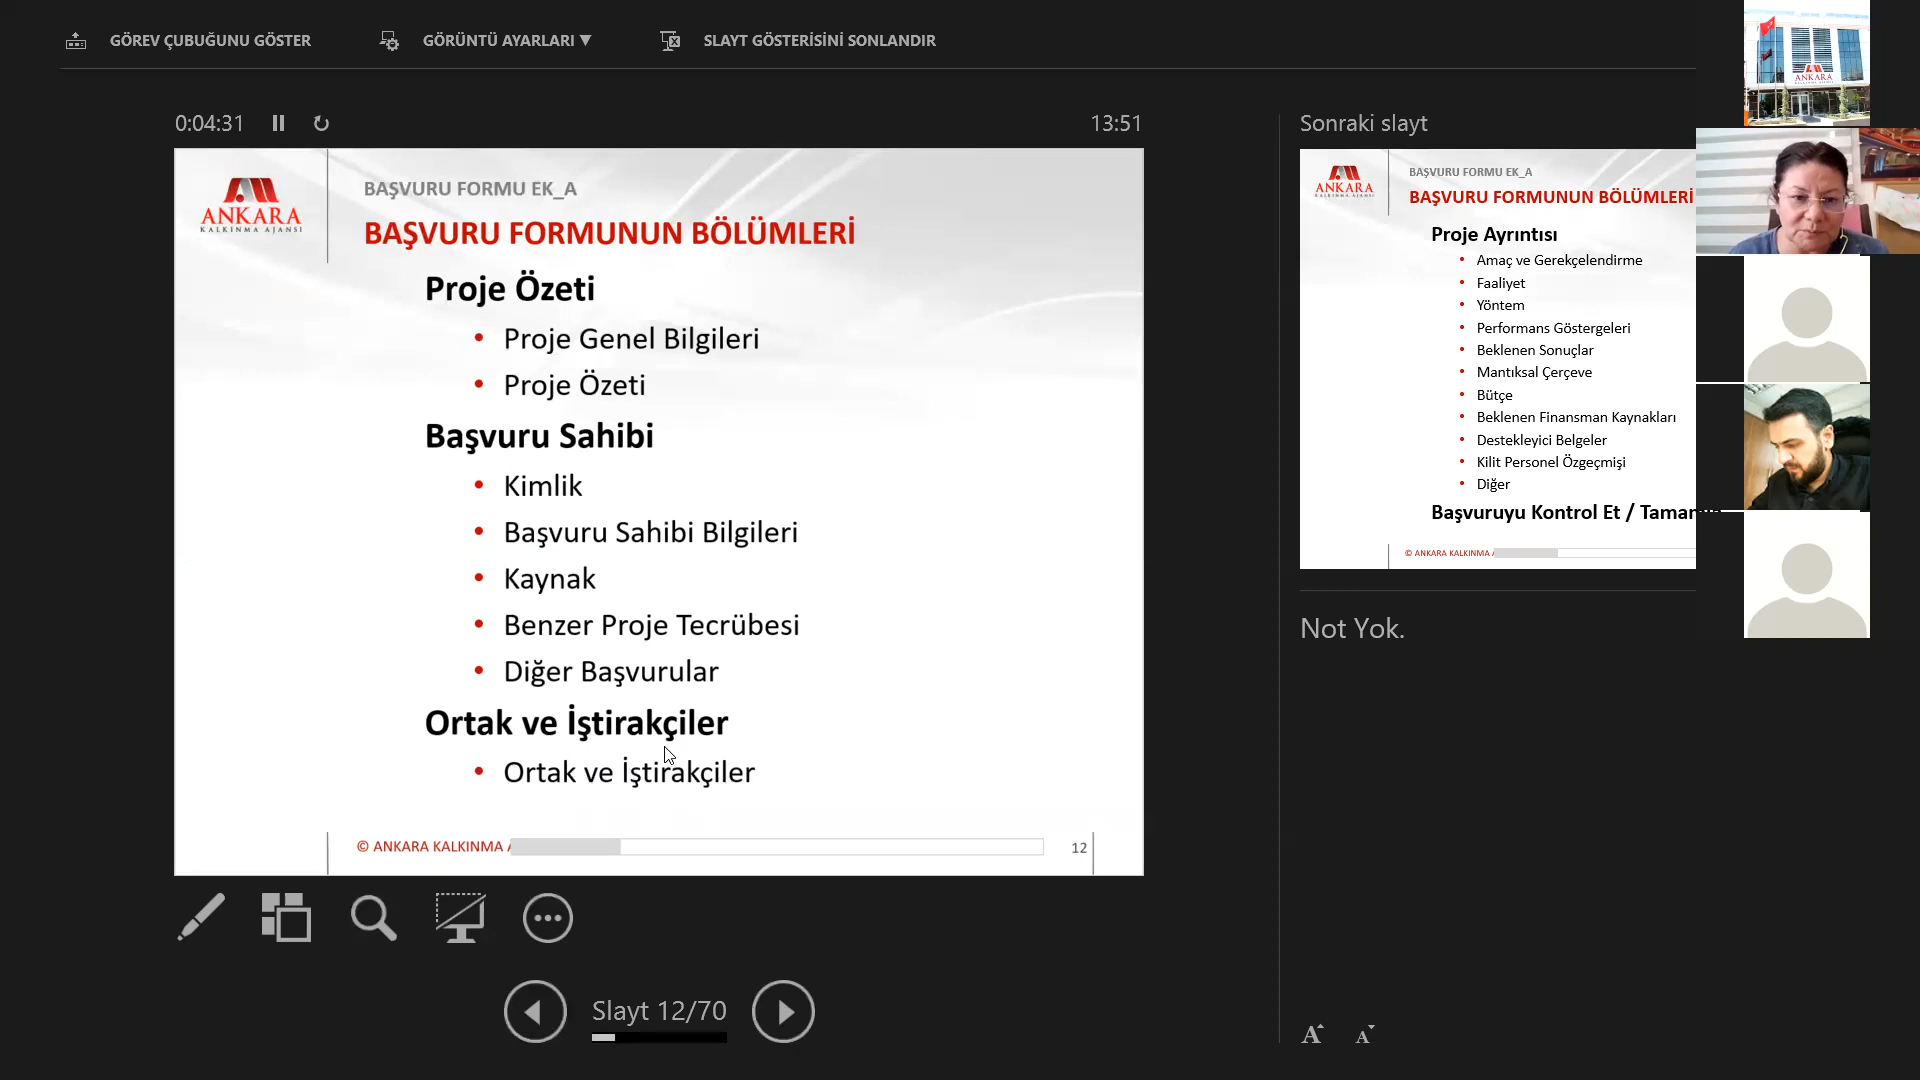 GÖREV ÇUBUĞUNU GÖSTER
GÖRÜNTÜ AYARLARI ▼
SLAYT GÖSTERİSİNİ SONLANDIR
0:04:31
13:51
ANKARA
KALKINMA AJANSI
BAŞVURU FORMU EK_A
BAŞVURU FORMUNUN BÖLÜMLERİ
Proje Özeti
• Proje Genel Bilgileri
• Proje Özeti
Başvuru Sahibi
• Kimlik
• Başvuru Sahibi Bilgileri
• Kaynak
• Benzer Proje Tecrübesi
• Diğer Başvurular
Ortak ve İştirakçiler
• Ortak ve İştirakçiler
© ANKARA KALKINMA
12
Slayt 12/70
Sonraki slayt
ANKARA
KALKINMA AJANSI
BAŞVURU FORMU EK_A
BAŞVURU FORMUNUN BÖLÜMLERİ
Proje Ayrıntısı
• Amaç ve Gerekçelendirme
• Faaliyet
• Yöntem
• Performans Göstergeleri
• Beklenen Sonuçlar
• Mantıksal Çerçeve
• Bütçe
• Beklenen Finansman Kaynakları
• Destekleyici Belgeler
• Kilit Personel Özgeçmişi
• Diğer
Başvuruyu Kontrol Et /
© ANKARA KALKINMA
Not Yok.
A A
ANKARA